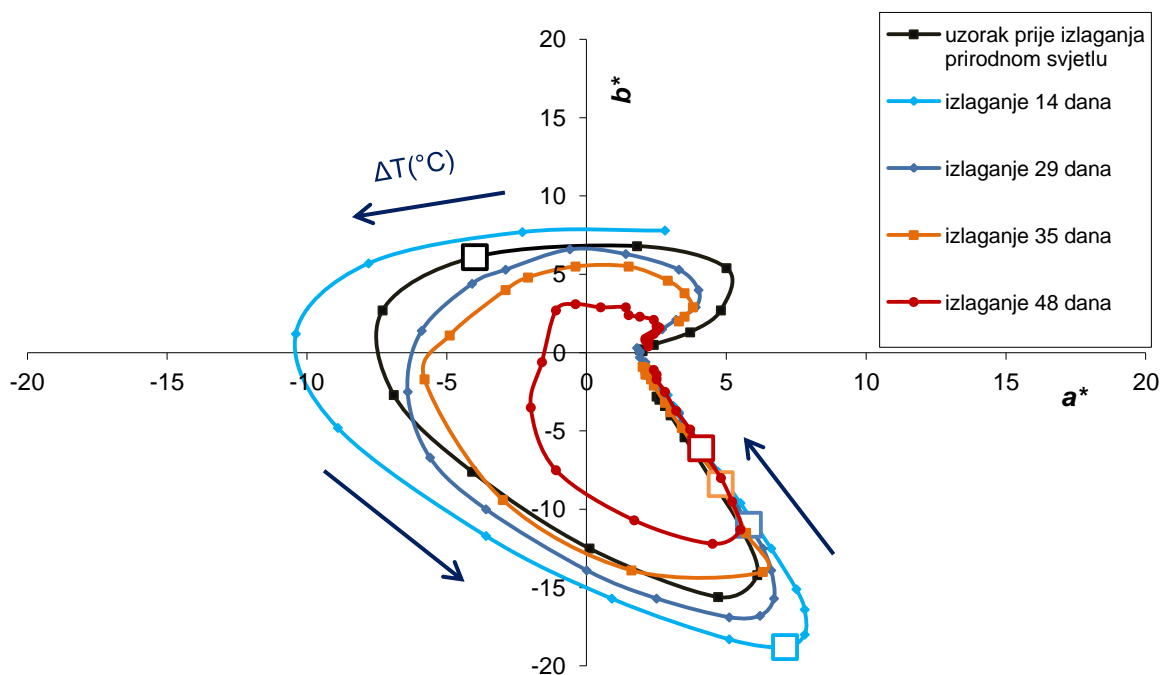 20
15
10
5
0
-5
-10
-15
-20
-20
-15
-10
-5
0
5
10
15
20
b*
a*
ΔT(°C)
uzorak prije izlaganja
prirodnom svjetlu
izlaganje 14 dana
izlaganje 29 dana
izlaganje 35 dana
izlaganje 48 dana